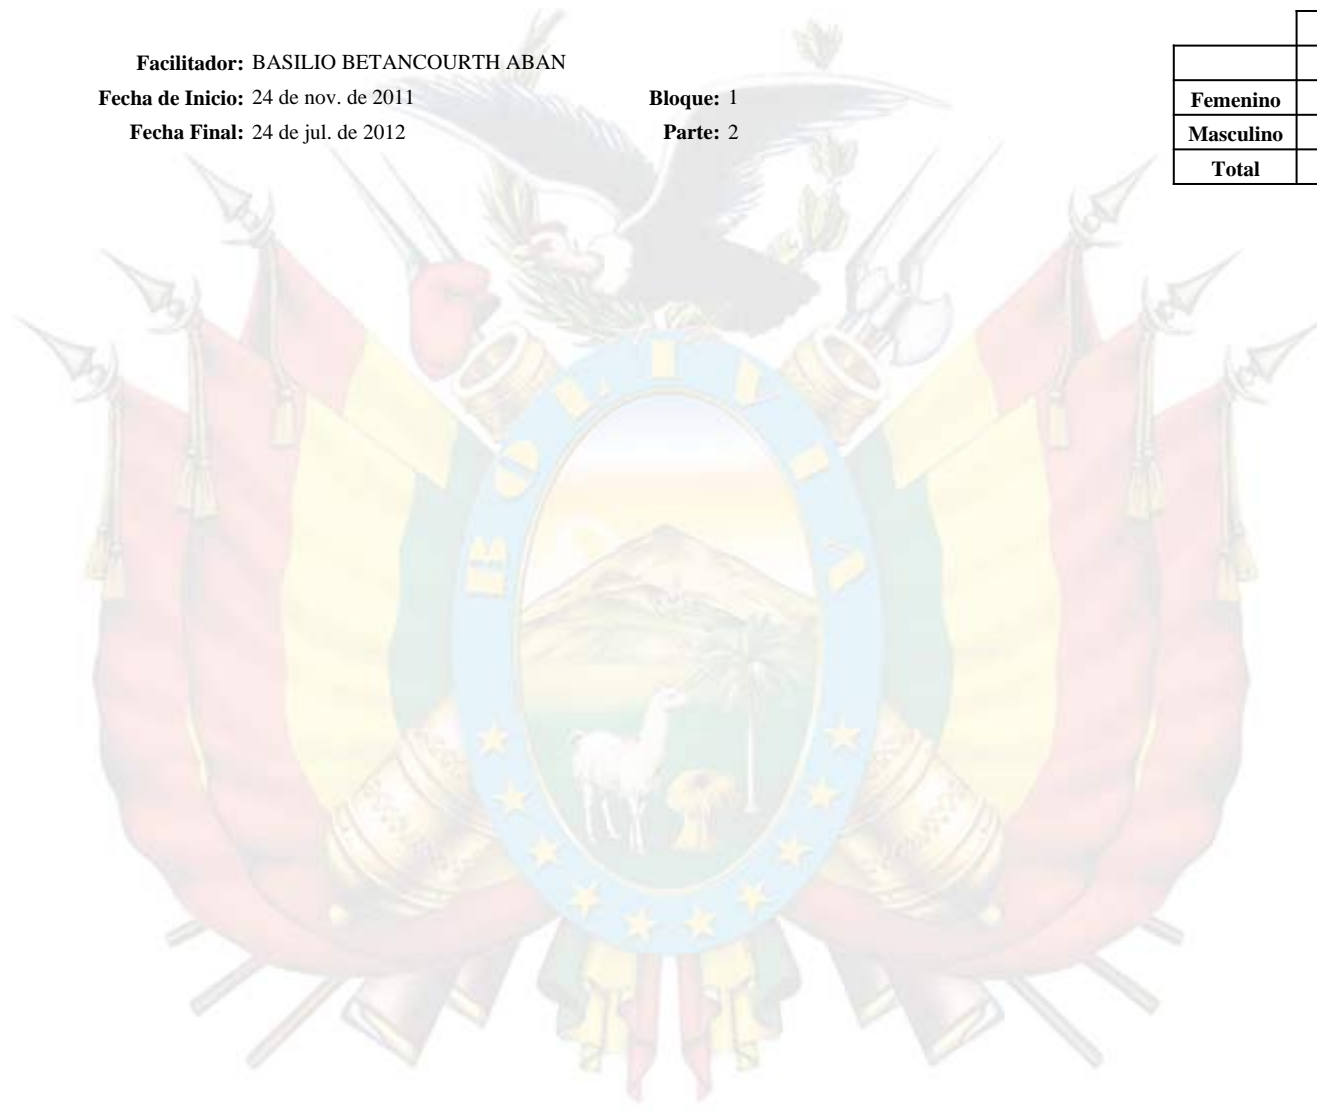 Facilitador: BASILIO BETANCOURTH ABAN
Fecha de Inicio: 24 de nov. de 2011 Bloque: 1
Fecha Final: 24 de jul. de 2012 Parte: 2
Femenino
Masculino
Total
BOLIVIA